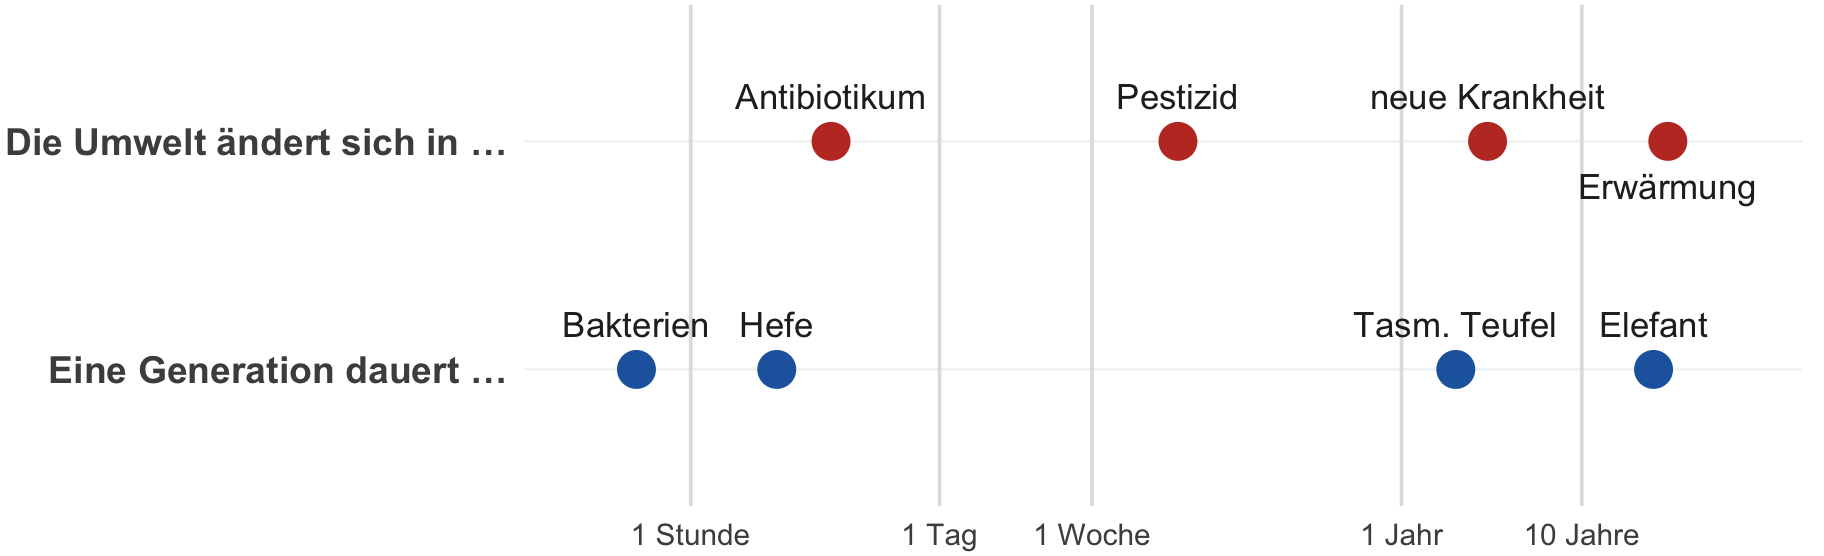 Antibiotikum
Pestizid
neue Krankheit
Die Umwelt ändert sich in …
Erwärmung
Bakterien
Hefe
Tasm. Teufel
Elefant
Eine Generation dauert …
1 Stunde
1 Tag
1 Woche
1 Jahr
10 Jahre